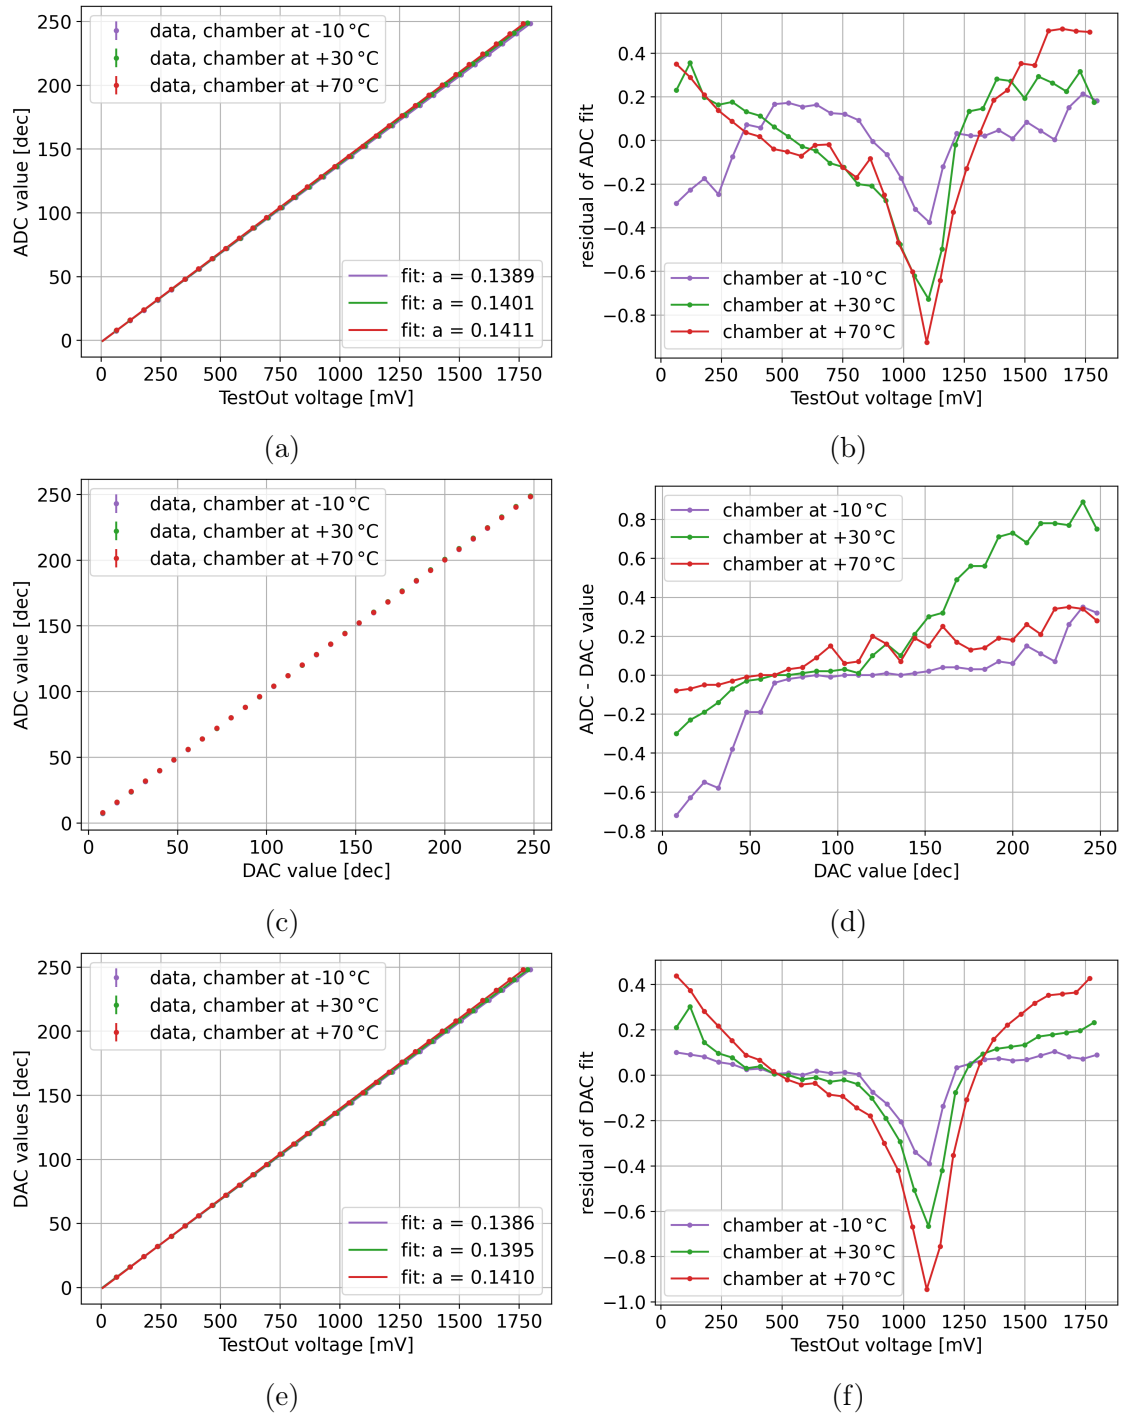 250
200
150
100
50
0
ADC value [dec]
data, chamber at -10 °C
data, chamber at +30 °C
data, chamber at +70 °C
fit: a = 0.1389
fit: a = 0.1401
fit: a = 0.1411
0 250 500 750 1000 1250 1500 1750
TestOut voltage [mV]
(a)
0.4
0.2
0.0
−0.2
−0.4
−0.6
−0.8
residual of ADC fit
chamber at -10 °C
chamber at +30 °C
chamber at +70 °C
0 250 500 750 1000 1250 1500 1750
TestOut voltage [mV]
(b)
250
200
150
100
50
0
ADC value [dec]
data, chamber at -10 °C
data, chamber at +30 °C
data, chamber at +70 °C
0 50 100 150 200 250
DAC value [dec]
(c)
0.8
0.6
0.4
0.2
0.0
−0.2
−0.4
−0.6
−0.8
ADC - DAC value
chamber at -10 °C
chamber at +30 °C
chamber at +70 °C
0 50 100 150 200 250
DAC value [dec]
(d)
250
200
150
100
50
0
DAC values [dec]
data, chamber at -10 °C
data, chamber at +30 °C
data, chamber at +70 °C
fit: a = 0.1386
fit: a = 0.1395
fit: a = 0.1410
0 250 500 750 1000 1250 1500 1750
TestOut voltage [mV]
(e)
0.4
0.2
0.0
−0.2
−0.4
−0.6
−0.8
−1.0
residual of DAC fit
chamber at -10 °C
chamber at +30 °C
chamber at +70 °C
0 250 500 750 1000 1250 1500 1750
TestOut voltage [mV]
(f)